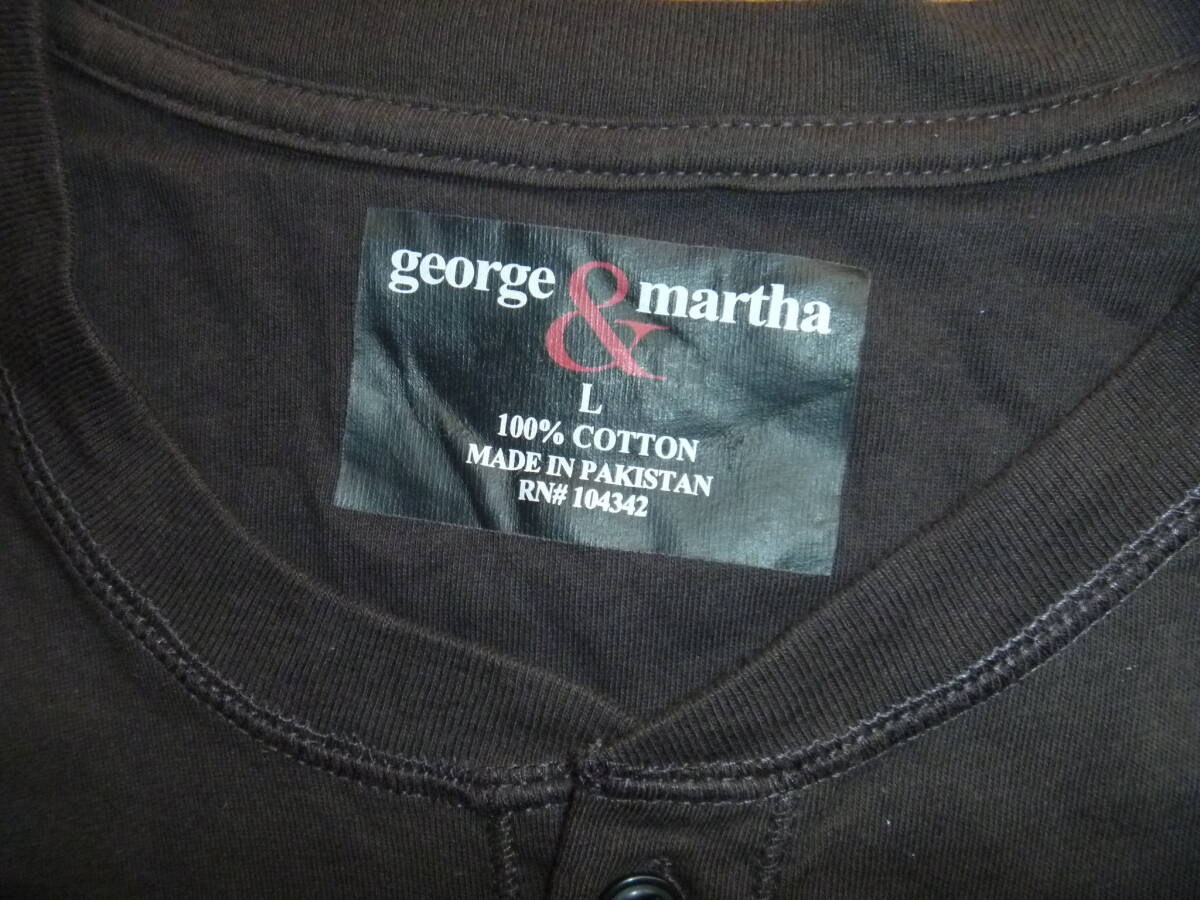 george & martha
L
100% COTTON
MADE IN PAKISTAN
RN# 104342